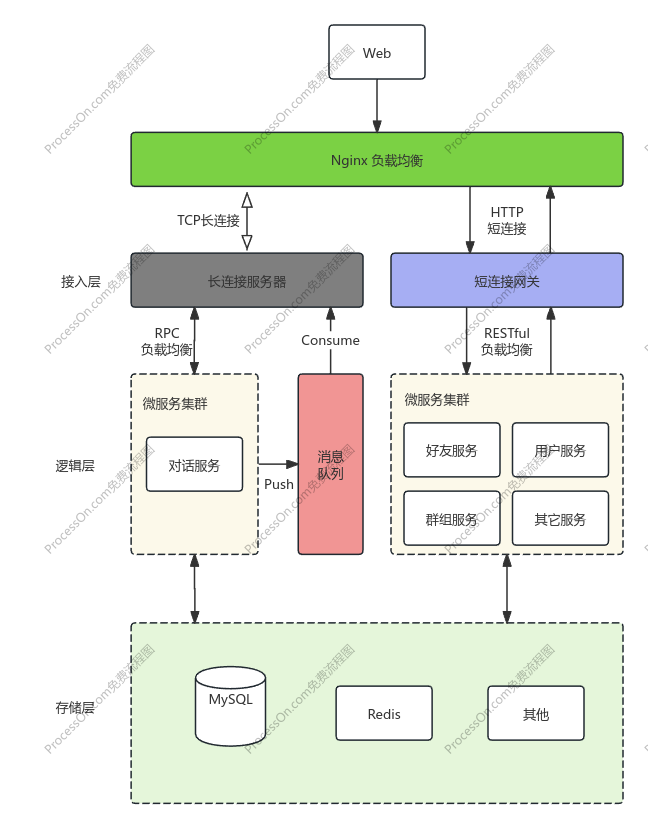 Web
Nginx 负载均衡
TCP长连接
HTTP
短连接
接入层
长连接服务器
短连接网关
RPC
负载均衡
Consume
RESTful
负载均衡
微服务集群
微服务集群
逻辑层
对话服务
Push
消息
队列
好友服务
用户服务
群组服务
其它服务
存储层
MySQL
Redis
其他
ProcessOn.com免费流程图
ProcessOn.com免费流程图
ProcessOn.com免费流程图
ProcessOn.com免费流程图
ProcessOn.com免费流程图
ProcessOn.com免费流程图
ProcessOn.com免费流程图
ProcessOn.com免费流程图
ProcessOn.com免费流程图
ProcessOn.com免费流程图
ProcessOn.com免费流程图
ProcessOn.com免费流程图